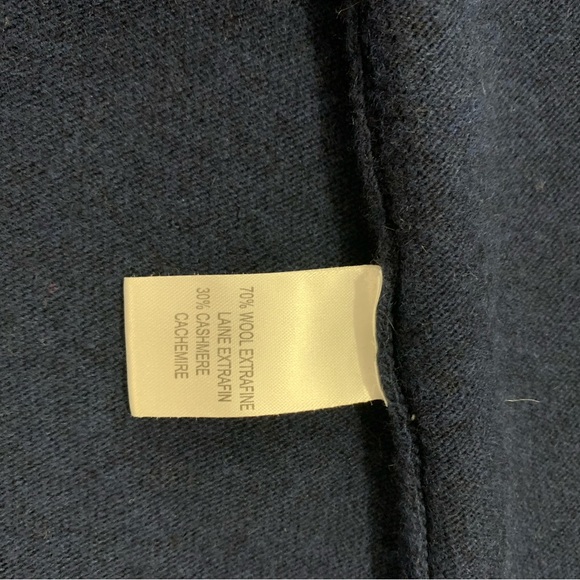 70% WOOL EXTRAFINE
LAINE EXTRAFIN
30% CASHMERE
CACHEMIRE